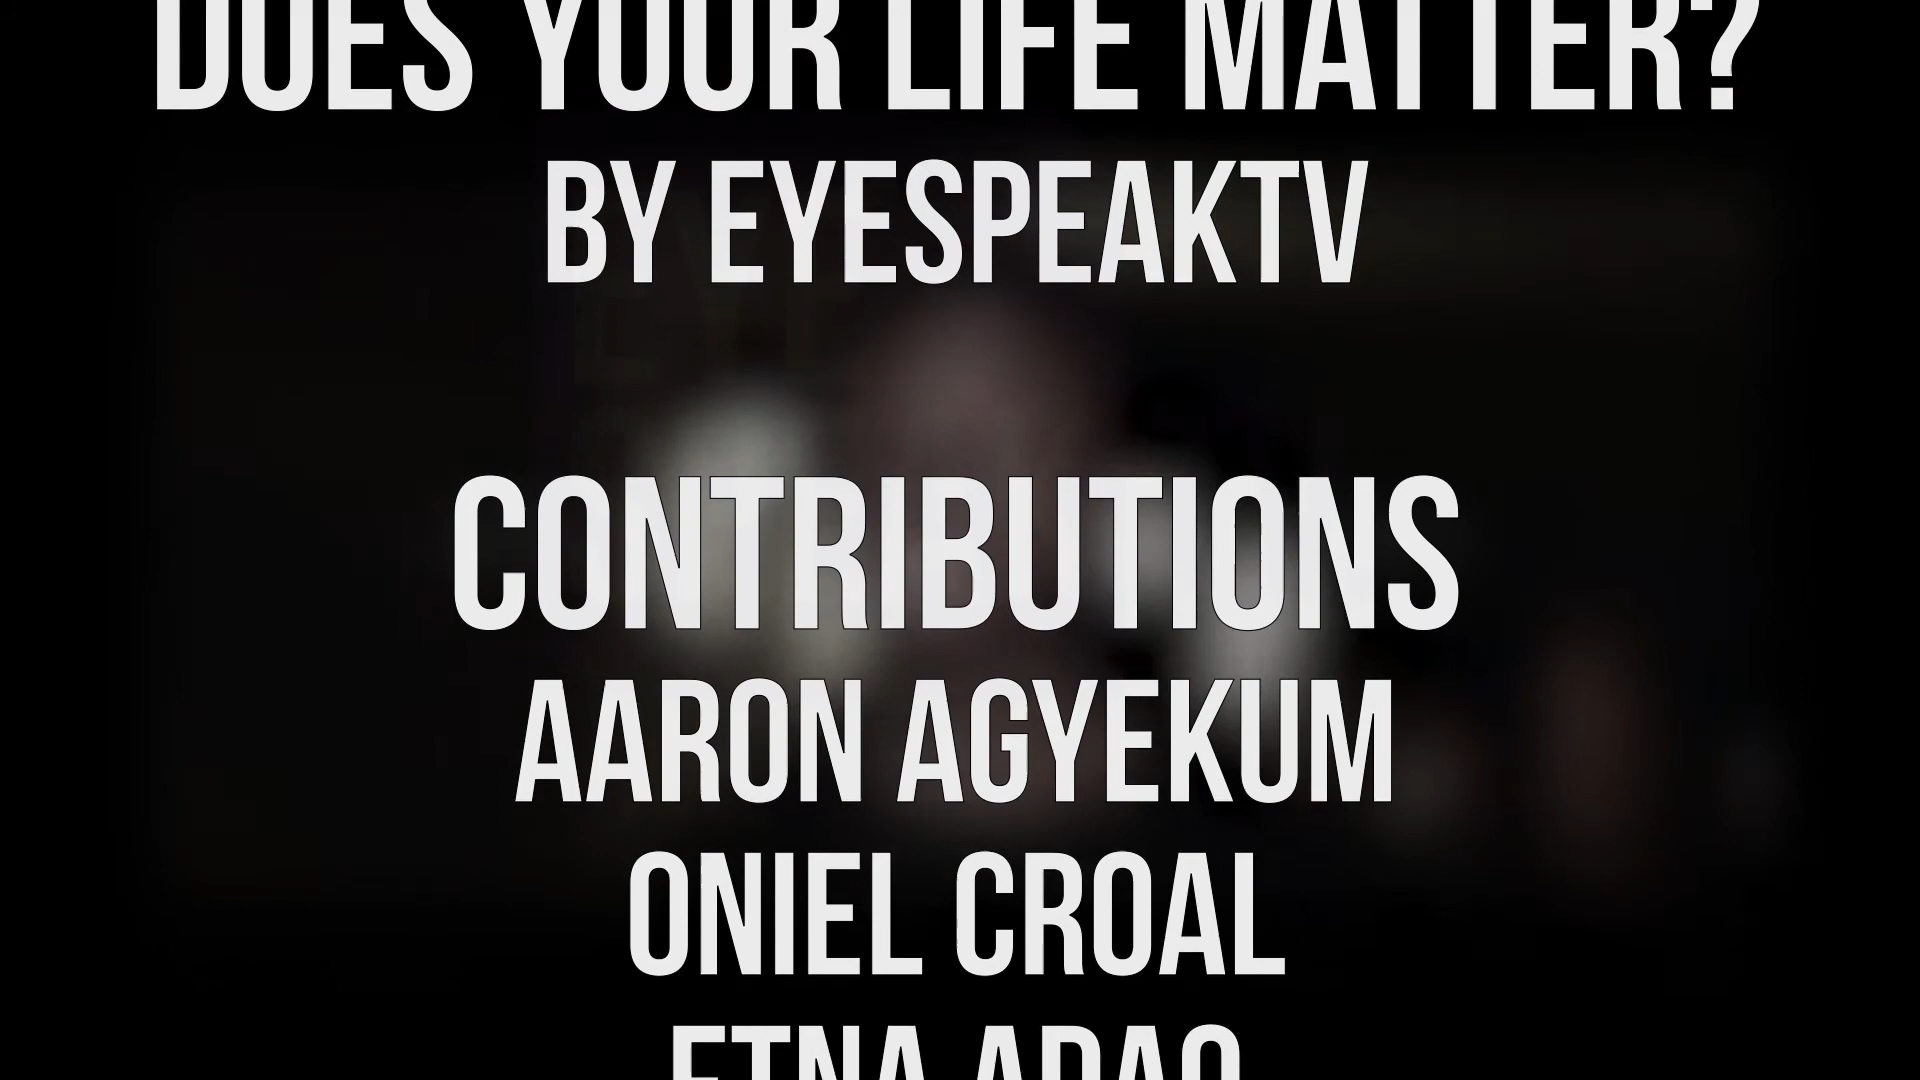 DOES YOUR LIFE MATTER?
BY EYESPEAKTV
CONTRIBUTIONS
AARON AGYEKUM
ONIEL CROAL